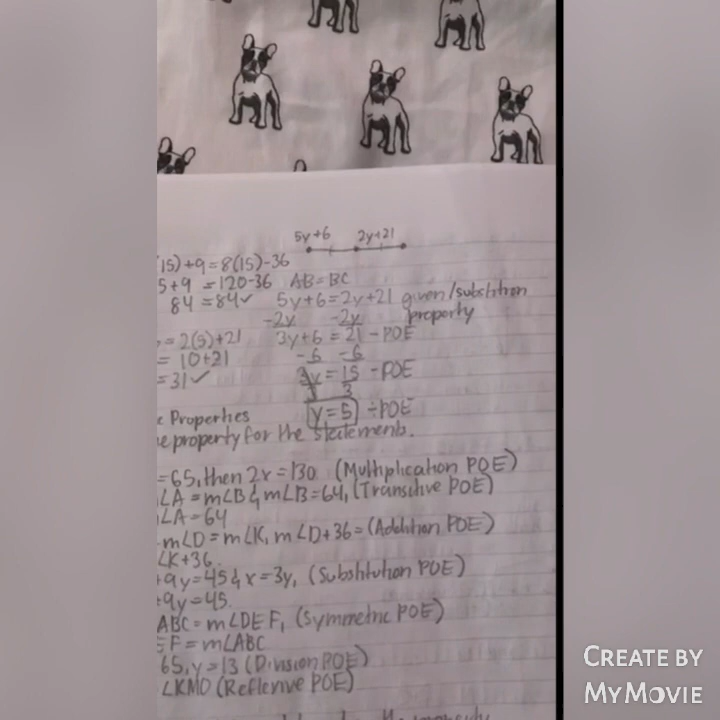 5y+6 2y+21
15)+9=8(15)-36
5+9 =120-36 AB=BC
84=84✓ 5y+6=2y+21 given/substitution
-2y -2y property
=2(5)+21 3y+6=21 -POE
= 10+21 -6 -6
=31✓ 3y=15 -POE
3 3
y=5 ÷POE
c Properties
e property for the statements.
=65, then 2x=130 (Multiplication POE)
∠A=m∠B & m∠B=64, (Transitive POE)
∠A=64
m∠D=m∠K, m∠D+36= (Addition POE)
∠K+36.
+9y=45 & x=3y, (Substitution POE)
+9y=45.
ABC=m∠DEF, (Symmetric POE)
EF=m∠ABC
65, y=13 (Division POE)
∠KMO (Reflexive POE)
CREATE BY
MYMOVIE